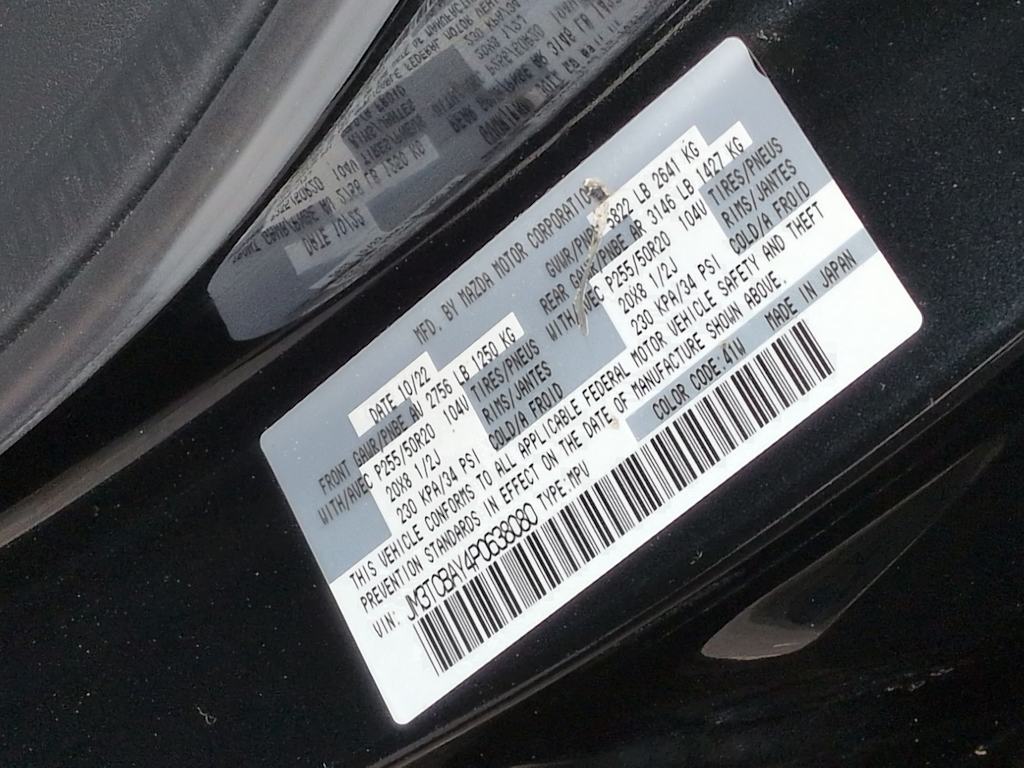 MFD. BY MAZDA MOTOR CORPORATION
DATE 10/22 GVWR/PNBV 5822 LB 2641 KG
FRONT GAWR/PNBE AV 2756 LB 1250 KG REAR GAWR/PNBE AR 3146 LB 1427 KG
WITH/AVEC P255/50R20 104V TIRES/PNEUS WITH/AVEC P255/50R20 104V TIRES/PNEUS
20X8 1/2J RIMS/JANTES 20X8 1/2J RIMS/JANTES
230 KPA/34 PSI COLD/A FROID 230 KPA/34 PSI COLD/A FROID
THIS VEHICLE CONFORMS TO ALL APPLICABLE FEDERAL MOTOR VEHICLE SAFETY AND THEFT
PREVENTION STANDARDS IN EFFECT ON THE DATE OF MANUFACTURE SHOWN ABOVE.
VIN: JM3TCBAY4P0638080 TYPE:MPV COLOR CODE:41W MADE IN JAPAN